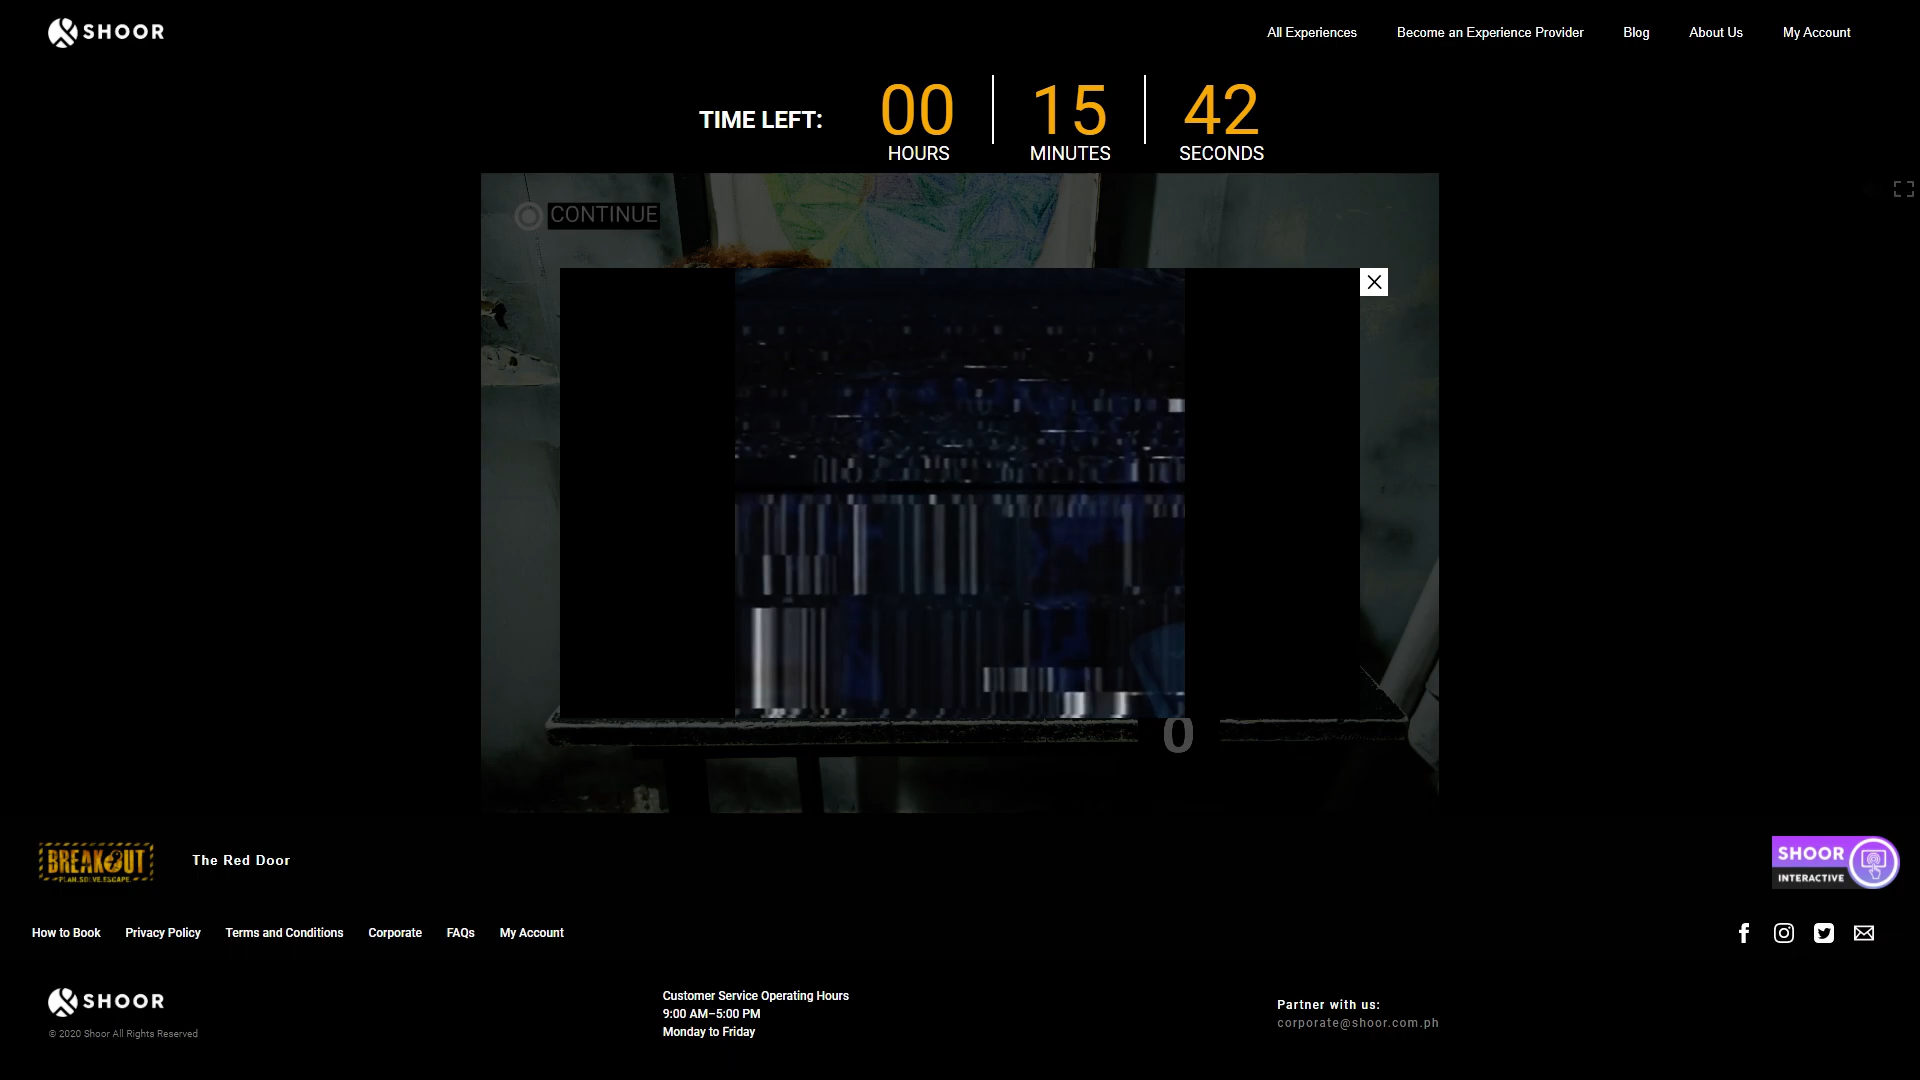 SHOOR
All Experiences
Become an Experience Provider
Blog
About Us
My Account
TIME LEFT:
00
15
42
HOURS
MINUTES
SECONDS
CONTINUE
0
BREAKOUT
PLAN.SOLVE.ESCAPE
The Red Door
SHOOR
INTERACTIVE
How to Book
Privacy Policy
Terms and Conditions
Corporate
FAQs
My Account
SHOOR
© 2020 Shoor All Rights Reserved
Customer Service Operating Hours
9:00 AM–5:00 PM
Monday to Friday
Partner with us:
corporate@shoor.com.ph